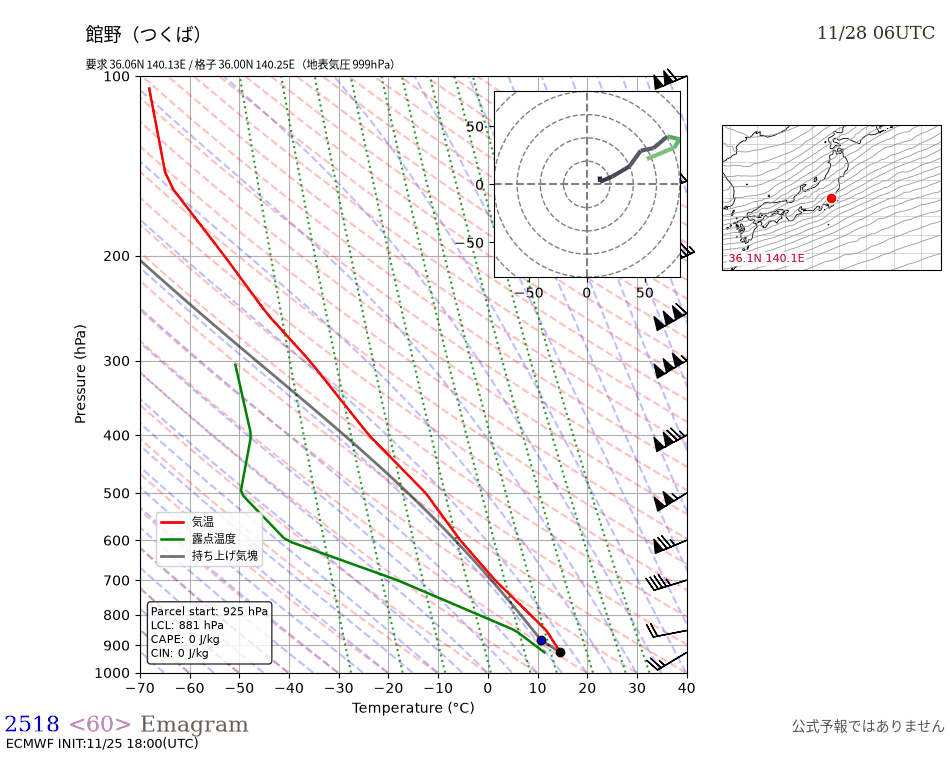 館野（つくば）
11/28 06UTC
要求 36.06N 140.13E / 格子 36.00N 140.25E（地表気圧 999hPa）
100
200
300
400
500
600
700
800
900
1000
Pressure (hPa)
50
0
−50
−50 0 50
36.1N 140.1E
気温
露点温度
持ち上げ気塊
Parcel start: 925 hPa
LCL: 881 hPa
CAPE: 0 J/kg
CIN: 0 J/kg
−70 −60 −50 −40 −30 −20 −10 0 10 20 30 40
Temperature (°C)
2518 <60> Emagram
公式予報ではありません
ECMWF INIT:11/25 18:00(UTC)